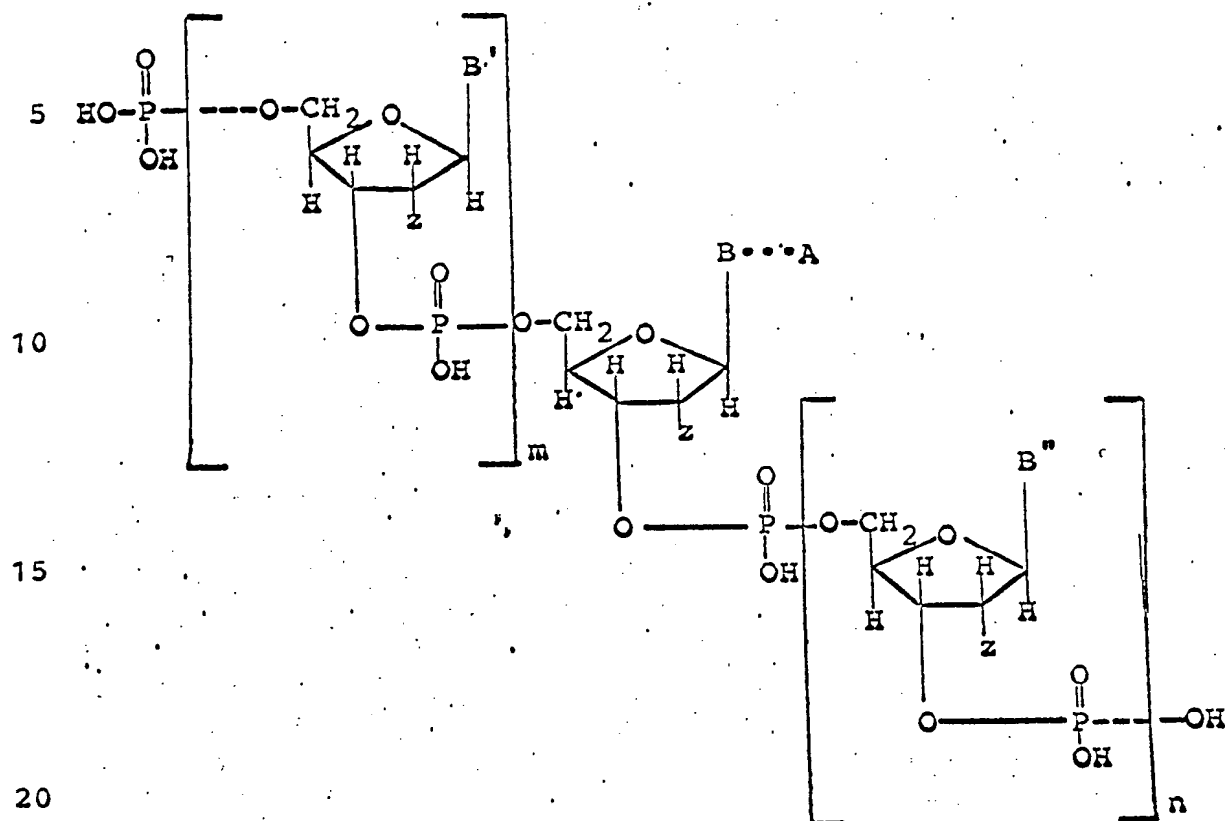 O B'
5 HO-P-O-CH2 O
OH H H
H z H
O B····A
O P O-CH2 O
10 OH H H
H z H
m
O B"
O P O-CH2 O
15 OH H H
H z H
O
O P OH
OH
20 n